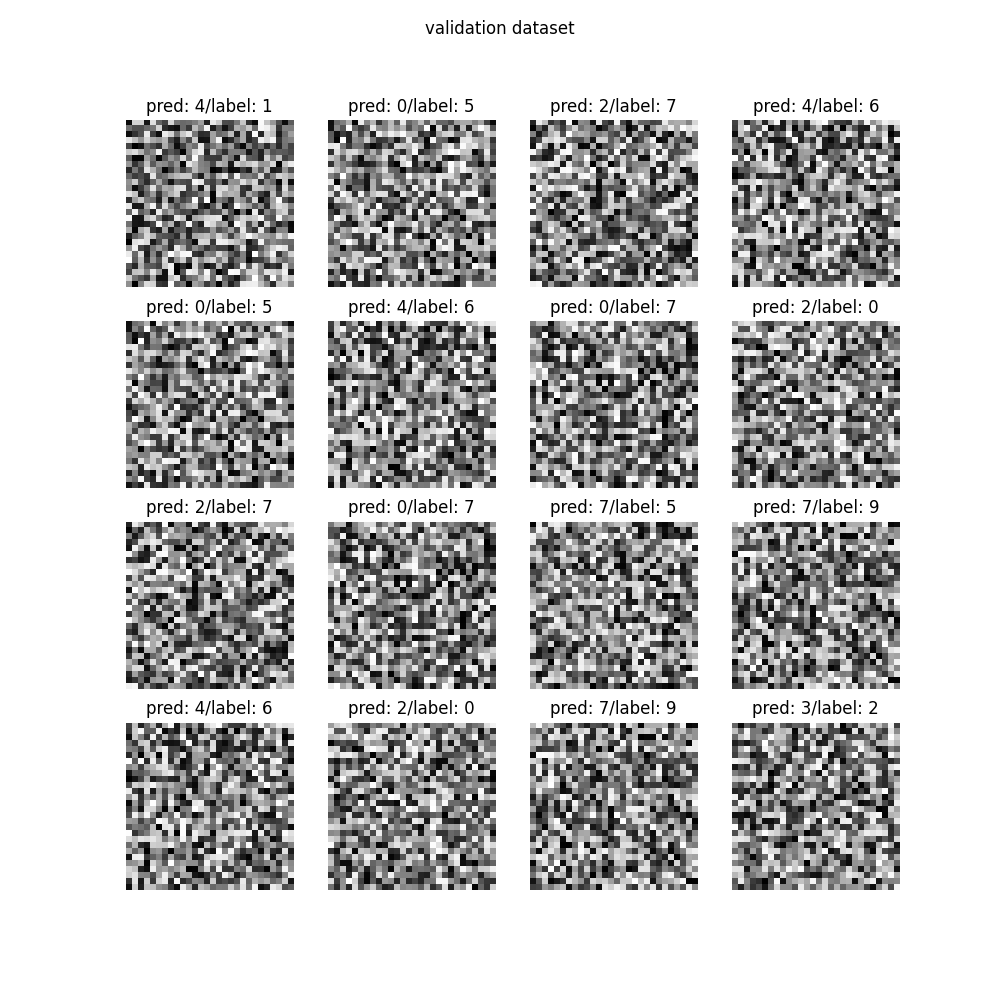 validation dataset
pred: 4/label: 1
pred: 0/label: 5
pred: 2/label: 7
pred: 4/label: 6
pred: 0/label: 5
pred: 4/label: 6
pred: 0/label: 7
pred: 2/label: 0
pred: 2/label: 7
pred: 0/label: 7
pred: 7/label: 5
pred: 7/label: 9
pred: 4/label: 6
pred: 2/label: 0
pred: 7/label: 9
pred: 3/label: 2